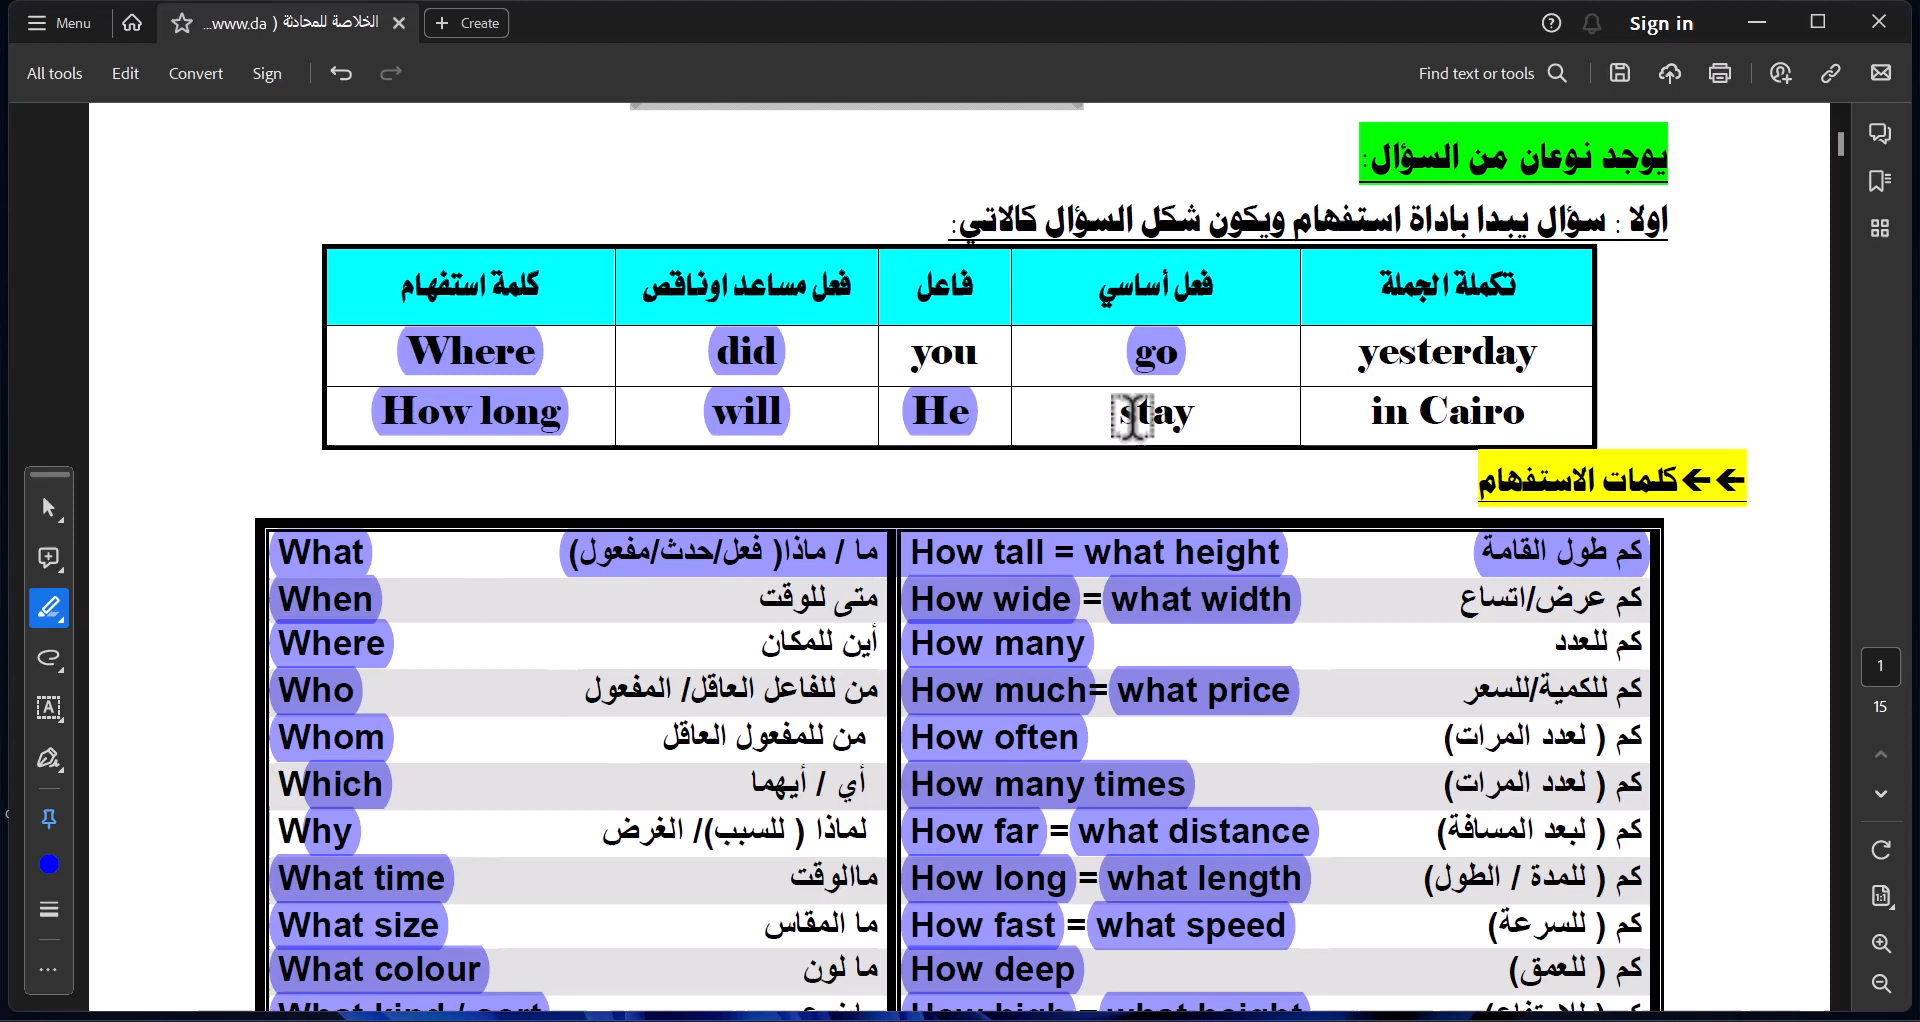 Menu
الخلاصة للمحادثة ( www.da...
Create
Sign in
All tools Edit Convert Sign
Find text or tools
يوجد نوعان من السؤال:
اولا : سؤال يبدا باداة استفهام ويكون شكل السؤال كالاتي:
كلمة استفهام فعل مساعد اوناقص فاعل فعل أساسي تكملة الجملة
Where did you go yesterday
How long will He stay in Cairo
كلمات الاستفهام
What ما / ماذا( فعل/حدث/مفعول) How tall = what height كم طول القامة
When متى للوقت How wide = what width كم عرض/اتساع
Where أين للمكان How many كم للعدد
Who من للفاعل العاقل/ المفعول How much= what price كم للكمية/للسعر
Whom من للمفعول العاقل How often كم ( لعدد المرات)
Which أي / أيهما How many times كم ( لعدد المرات)
Why لماذا ( للسبب)/ الغرض How far = what distance كم ( لبعد المسافة)
What time ماالوقت How long = what length كم ( للمدة / الطول)
What size ما المقاس How fast = what speed كم ( للسرعة)
What colour ما لون How deep كم ( للعمق)
What kind / sort How high = what height
1
15